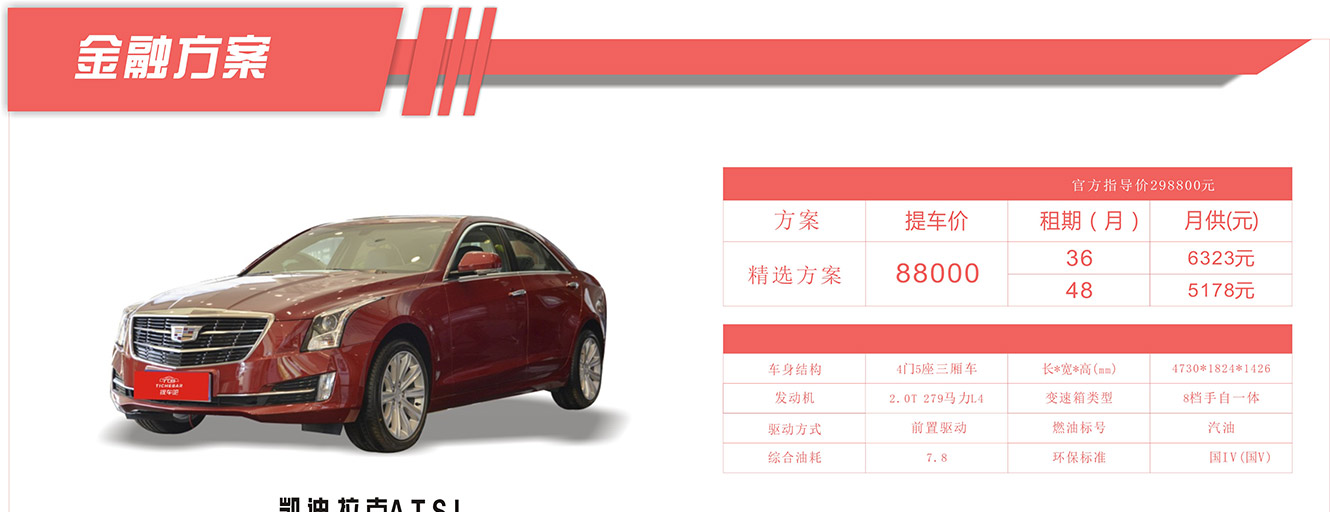 金融方案
官方指导价298800元
方案 提车价 租期（月） 月供(元)
精选方案 88000 36 6323元
48 5178元
车身结构 4门5座三厢车 长*宽*高(mm) 4730*1824*1426
发动机 2.0T 279马力L4 变速箱类型 8档手自一体
驱动方式 前置驱动 燃油标号 汽油
综合油耗 7.8 环保标准 国IV(国V)
TICHEBAR
提车吧
凯迪拉克ATSL